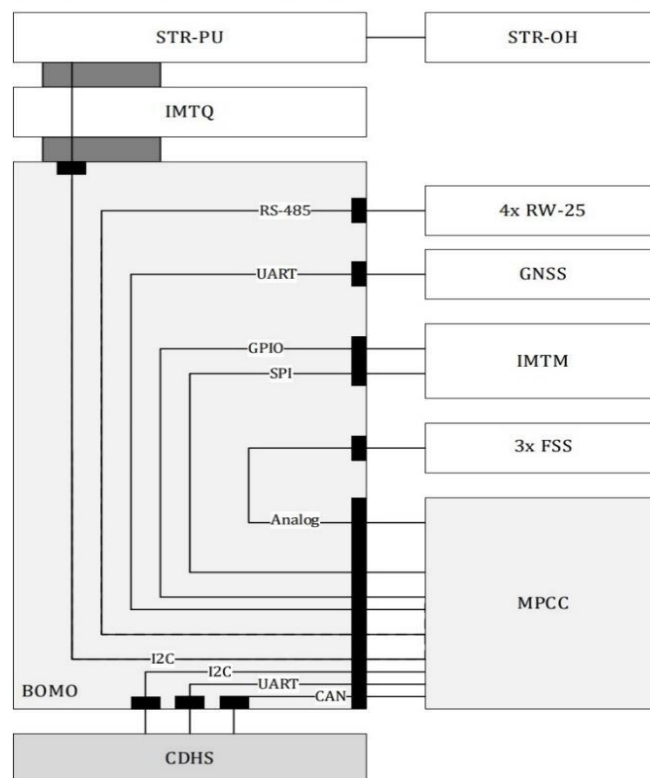 STR-PU
STR-OH
IMTQ
RS-485
4x RW-25
UART
GNSS
GPIO
SPI
IMTM
3x FSS
Analog
MPCC
I2C
I2C
UART
CAN
BOMO
CDHS